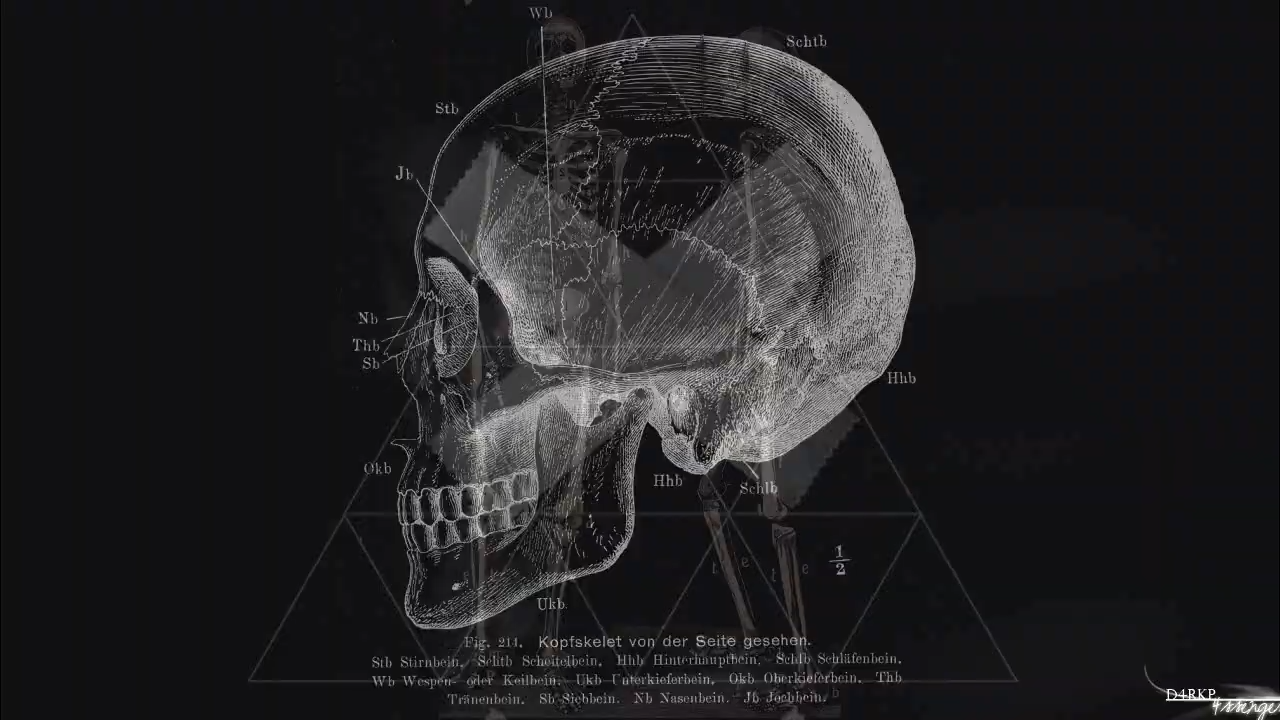 Wb
Schtb
Stb
Jb
Nb
Thb
Sb
Hhb
Okb
Hhb
Schlb
1
2
t e
t e
Ukb
Fig. 211. Kopfskelet von der Seite gesehen.
Stb Stirnbein. Schtb Scheitelbein. Hhb Hinterhauptbein. Schlb Schläfenbein.
Wb Wespen- oder Keilbein. Ukb Unterkieferbein. Okb Oberkieferbein. Thb
Tränenbein. Sb Siebbein. Nb Nasenbein. Jb Jochbein.
D4RKP